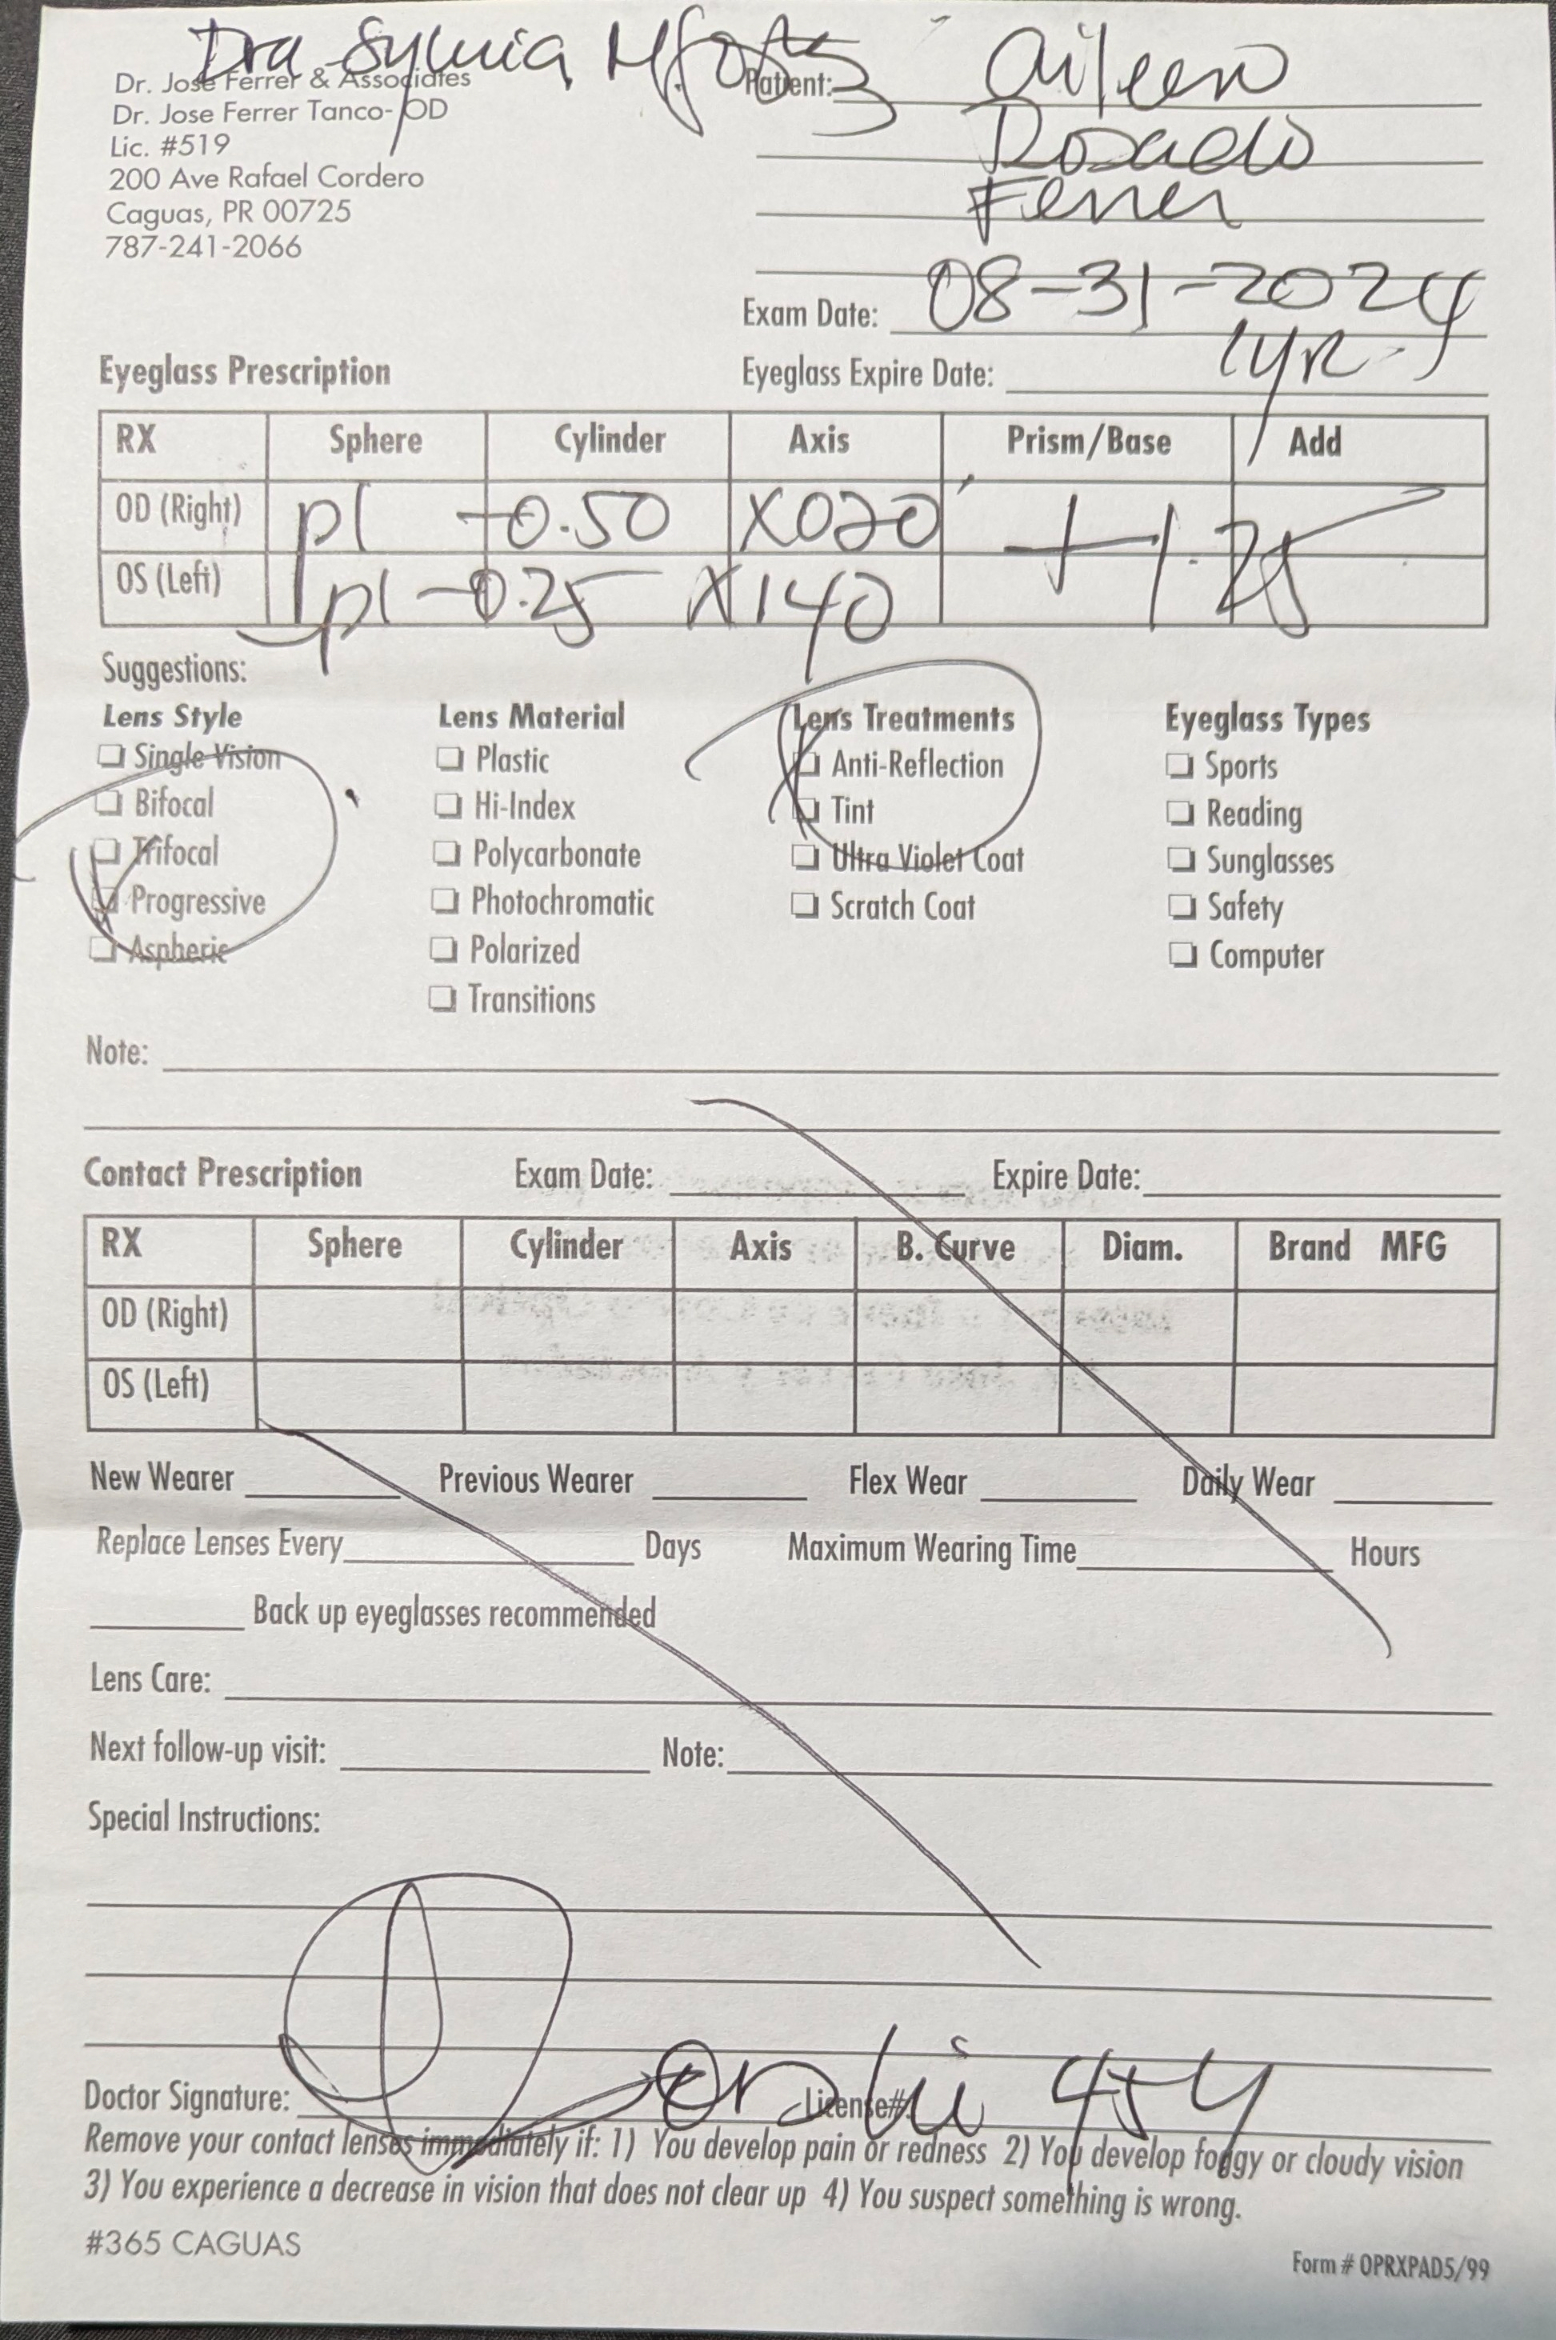 Dra. Sylvia M. Ortiz
Dr. Jose Ferrer & Associates
Dr. Jose Ferrer Tanco- OD
Lic. #519
200 Ave Rafael Cordero
Caguas, PR 00725
787-241-2066
Patient: Aileen
Rosado
Ferrer
Exam Date: 08-31-2024
Eyeglass Prescription Eyeglass Expire Date: 1yr.
RX Sphere Cylinder Axis Prism/Base Add
OD (Right) pl -0.50 X020 +1.25
OS (Left) pl -0.25 X140
Suggestions:
Lens Style Lens Material Lens Treatments Eyeglass Types
Single Vision Plastic Anti-Reflection Sports
Bifocal Hi-Index Tint Reading
Trifocal Polycarbonate Ultra Violet Coat Sunglasses
Progressive Photochromatic Scratch Coat Safety
Aspheric Polarized Computer
Transitions
Note:
Contact Prescription Exam Date: Expire Date:
RX Sphere Cylinder Axis B. Curve Diam. Brand MFG
OD (Right)
OS (Left)
New Wearer Previous Wearer Flex Wear Daily Wear
Replace Lenses Every Days Maximum Wearing Time Hours
Back up eyeglasses recommended
Lens Care:
Next follow-up visit: Note:
Special Instructions:
Doctor Signature: License# 454
Remove your contact lenses immediately if: 1) You develop pain or redness 2) You develop foggy or cloudy vision
3) You experience a decrease in vision that does not clear up 4) You suspect something is wrong.
#365 CAGUAS
Form # OPRXPAD5/99